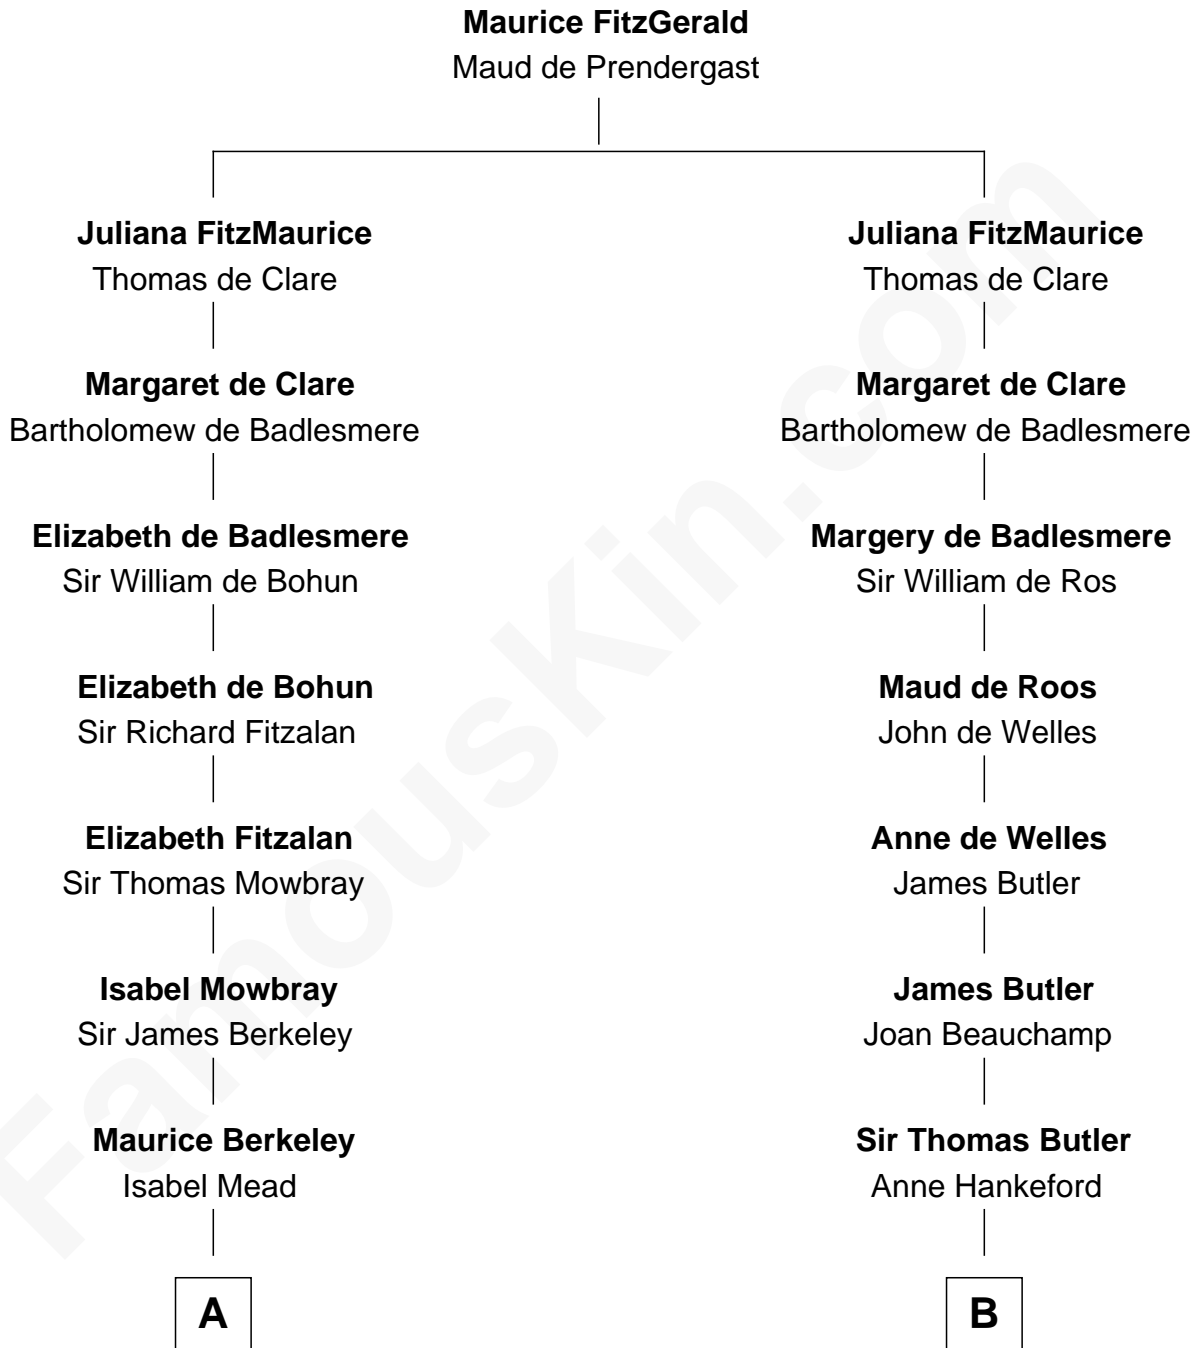 Maurice FitzGerald
Maud de Prendergast
Juliana FitzMaurice
Thomas de Clare
Juliana FitzMaurice
Thomas de Clare
Margaret de Clare
Bartholomew de Badlesmere
Margaret de Clare
Bartholomew de Badlesmere
Elizabeth de Badlesmere
Sir William de Bohun
Margery de Badlesmere
Sir William de Ros
Elizabeth de Bohun
Sir Richard Fitzalan
Maud de Roos
John de Welles
Elizabeth Fitzalan
Sir Thomas Mowbray
Anne de Welles
James Butler
Isabel Mowbray
Sir James Berkeley
James Butler
Joan Beauchamp
Maurice Berkeley
Isabel Mead
Sir Thomas Butler
Anne Hankeford
A
B
FamousKin.com